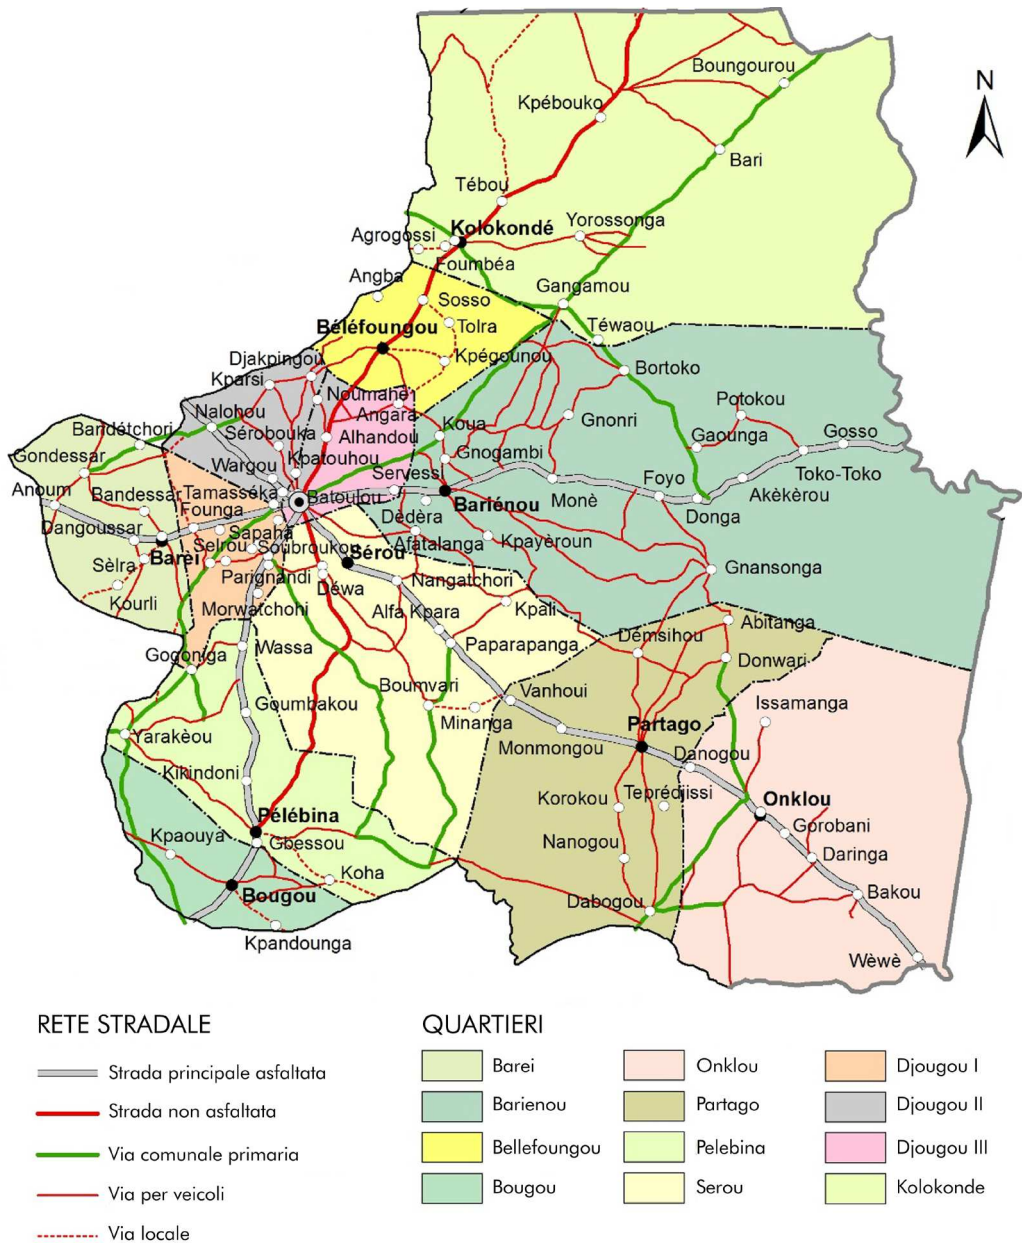 Boungourou
N
Kpébouko
Bari
Tébou
Kolokondé
Yorossonga
Agrogossi
Foumbéa
Angba
Gangamou
Sosso
Béléfoungou
Tolra
Téwaou
Djakpingou
Kpégounou
Kparsi
Bortoko
Noumane
Nalohou
Angara
Potokou
Bandétchori
Sérobouka
Alhandou
Koua
Gnonri
Gaounga
Gosso
Gondessar
Wargou
Kpatouhou
Gnogambi
Servessi
Toko-Toko
Anoum
Bandessar
Tamasséka
Batoulou
Foyo
Akèkèrou
Founga
Bariénou
Monè
Dangoussar
Sapaha
Dèdèra
Donga
Barèi
Selrou
Soubroukou
Sérou
Afatalanga
Kpayèroun
Sèlra
Parignandi
Déwa
Nangatchori
Gnansonga
Kourli
Morwatchohi
Alfa Kpara
Kpali
Abitanga
Gogoniga
Wassa
Paparapanga
Démsihou
Donwari
Boumvari
Vanhoui
Goumbakou
Minanga
Issamanga
Yarakèou
Monmongou
Partago
Danogou
Kikindoni
Korokou
Teprédjissi
Onklou
Pélébina
Gorobani
Kpaouya
Gbessou
Nanogou
Daringa
Koha
Bougou
Dabogou
Bakou
Kpandounga
Wèwè
RETE STRADALE
Strada principale asfaltata
Strada non asfaltata
Via comunale primaria
Via per veicoli
Via locale
QUARTIERI
Barei
Barienou
Bellefoungou
Bougou
Onklou
Partago
Pelebina
Serou
Djougou I
Djougou II
Djougou III
Kolokonde